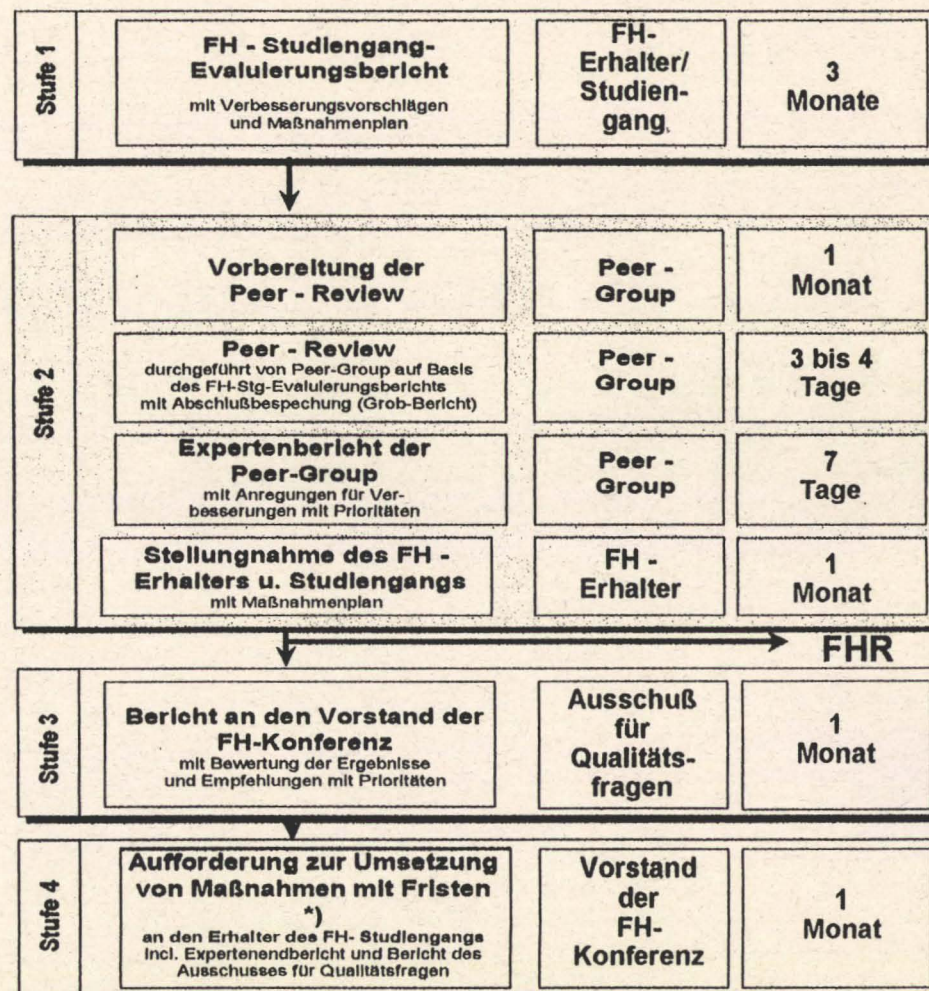 Stufe 1
FH - Studiengang-
Evaluierungsbericht
mit Verbesserungsvorschlägen
und Maßnahmenplan
FH-
Erhalter/
Studien-
gang
3
Monate
Stufe 2
Vorbereitung der
Peer - Review
Peer -
Group
1
Monat
Peer - Review
durchgeführt von Peer-Group auf Basis
des FH-Stg-Evaluierungsberichts
mit Abschlußbespechung (Grob-Bericht)
Peer -
Group
3 bis 4
Tage
Expertenbericht der
Peer-Group
mit Anregungen für Ver-
besserungen mit Prioritäten
Peer -
Group
7
Tage
Stellungnahme des FH -
Erhalters u. Studiengangs
mit Maßnahmenplan
FH -
Erhalter
1
Monat
FHR
Stufe 3
Bericht an den Vorstand der
FH-Konferenz
mit Bewertung der Ergebnisse
und Empfehlungen mit Prioritäten
Ausschuß
für
Qualitäts-
fragen
1
Monat
Stufe 4
Aufforderung zur Umsetzung
von Maßnahmen mit Fristen
*)
an den Erhalter des FH- Studiengangs
incl. Expertenendbericht und Bericht des
Ausschusses für Qualitätsfragen
Vorstand
der
FH-
Konferenz
1
Monat